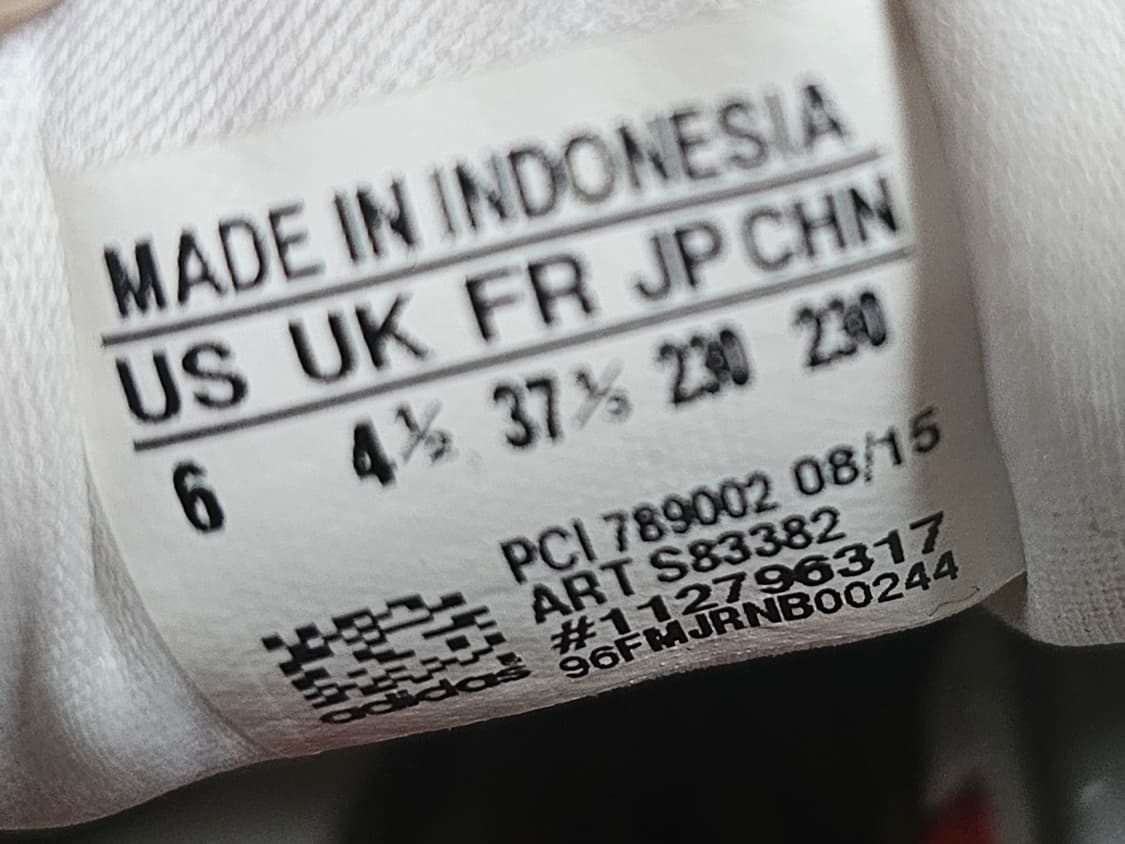 MADE IN INDONESIA
US UK FR JP CHN
6 4½ 37⅓ 230 230
PCI 789002 08/15
ART S83382
#112796317
96FMJRNB00244
adidas